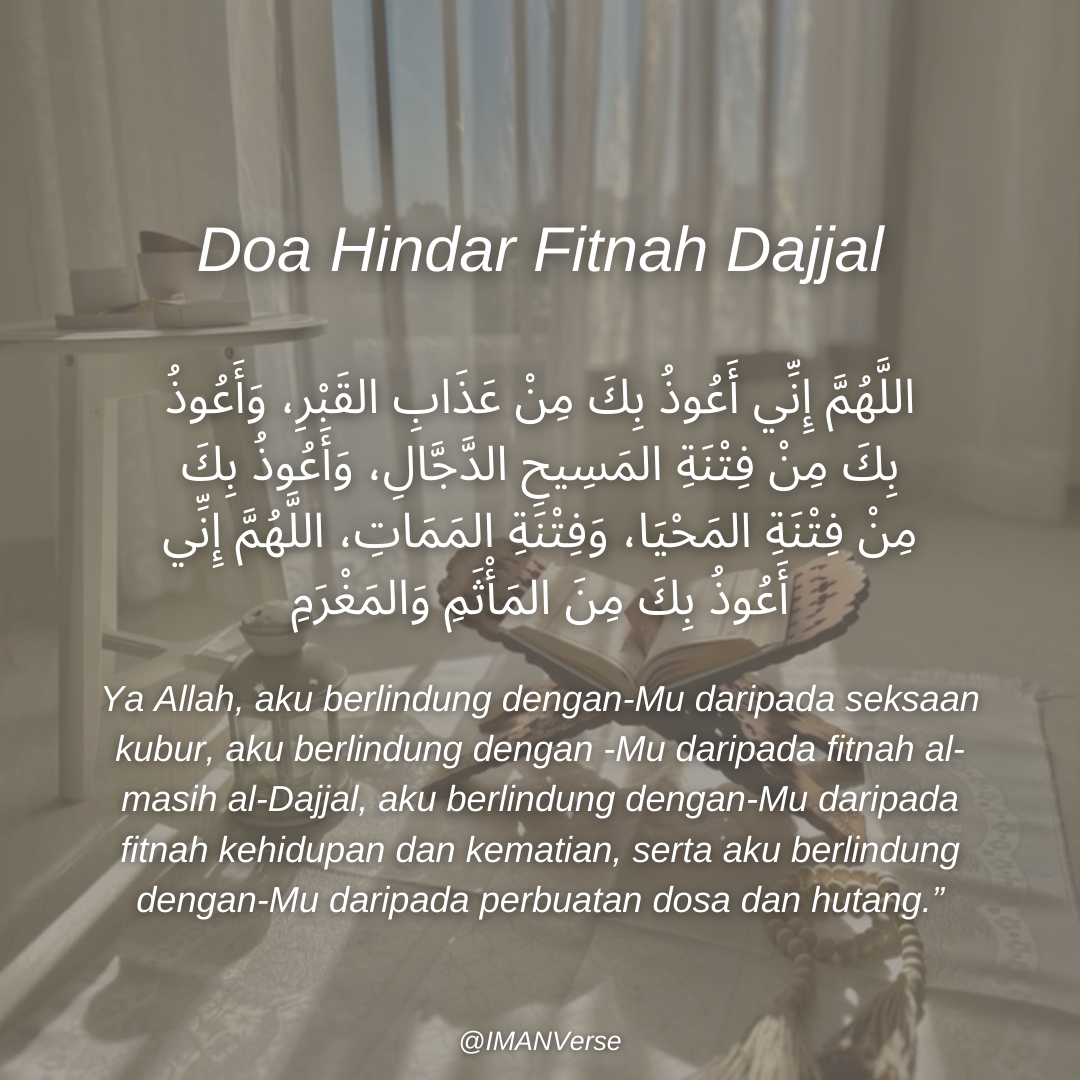 Doa Hindar Fitnah Dajjal
اللَّهُمَّ إِنِّي أَعُوذُ بِكَ مِنْ عَذَابِ القَبْرِ، وَأَعُوذُ
بِكَ مِنْ فِتْنَةِ المَسِيحِ الدَّجَّالِ، وَأَعُوذُ بِكَ
مِنْ فِتْنَةِ المَحْيَا، وَفِتْنَةِ المَمَاتِ، اللَّهُمَّ إِنِّي
أَعُوذُ بِكَ مِنَ المَأْثَمِ وَالمَغْرَمِ
Ya Allah, aku berlindung dengan-Mu daripada seksaan
kubur, aku berlindung dengan -Mu daripada fitnah al-
masih al-Dajjal, aku berlindung dengan-Mu daripada
fitnah kehidupan dan kematian, serta aku berlindung
dengan-Mu daripada perbuatan dosa dan hutang.”
@IMANVerse